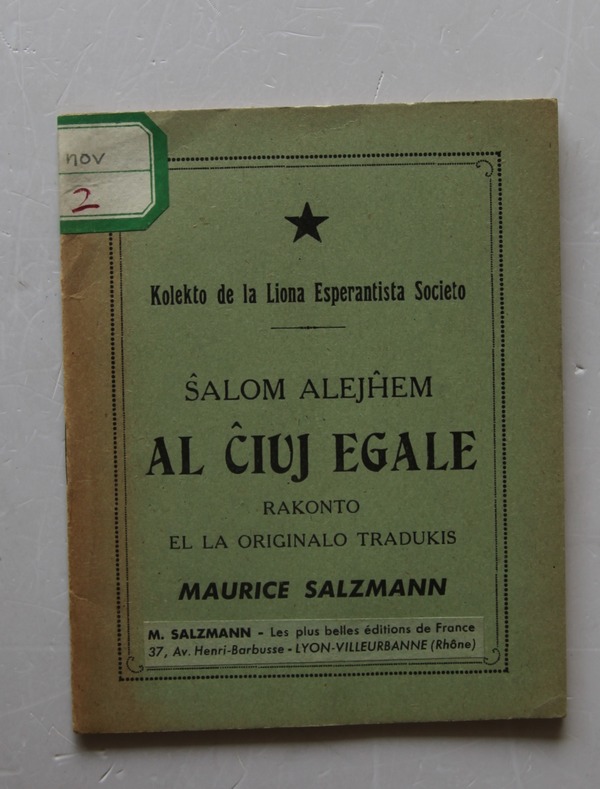 nov
2
Kolekto de la Liona Esperantista Societo
ŜALOM ALEJĤEM
AL ĈIUJ EGALE
RAKONTO
EL LA ORIGINALO TRADUKIS
MAURICE SALZMANN
M. SALZMANN - Les plus belles éditions de France
37, Av. Henri-Barbusse - LYON-VILLEURBANNE (Rhône)